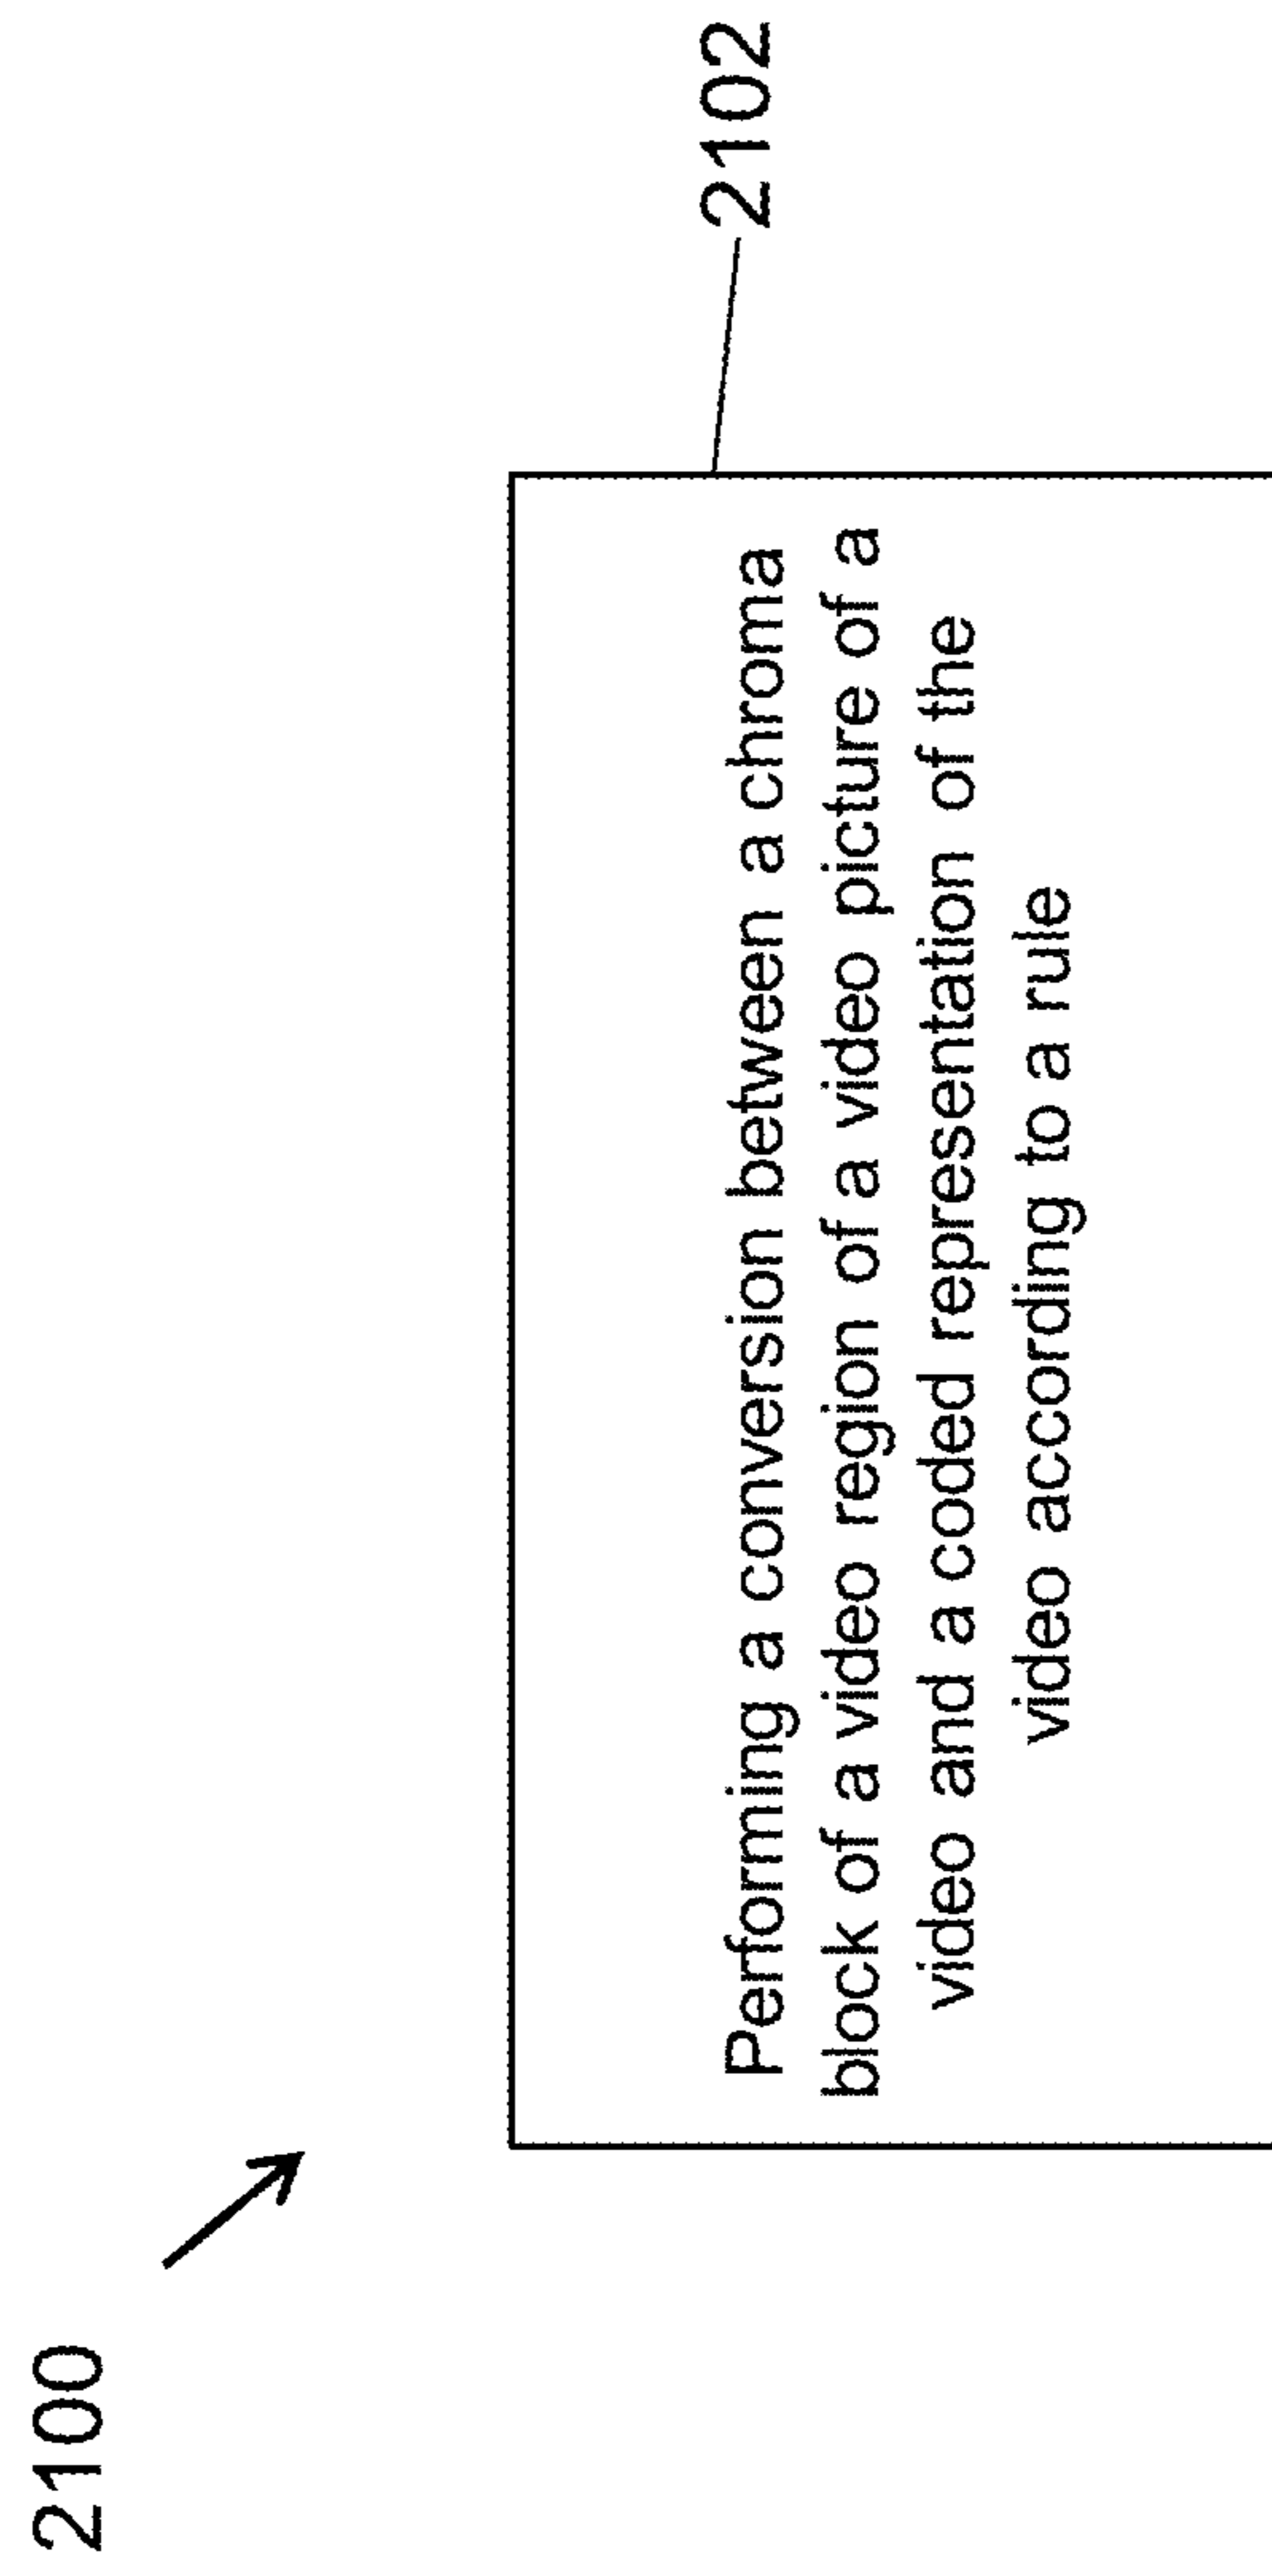 2100
2102
Performing a conversion between a chroma
block of a video region of a video picture of a
video and a coded representation of the
video according to a rule